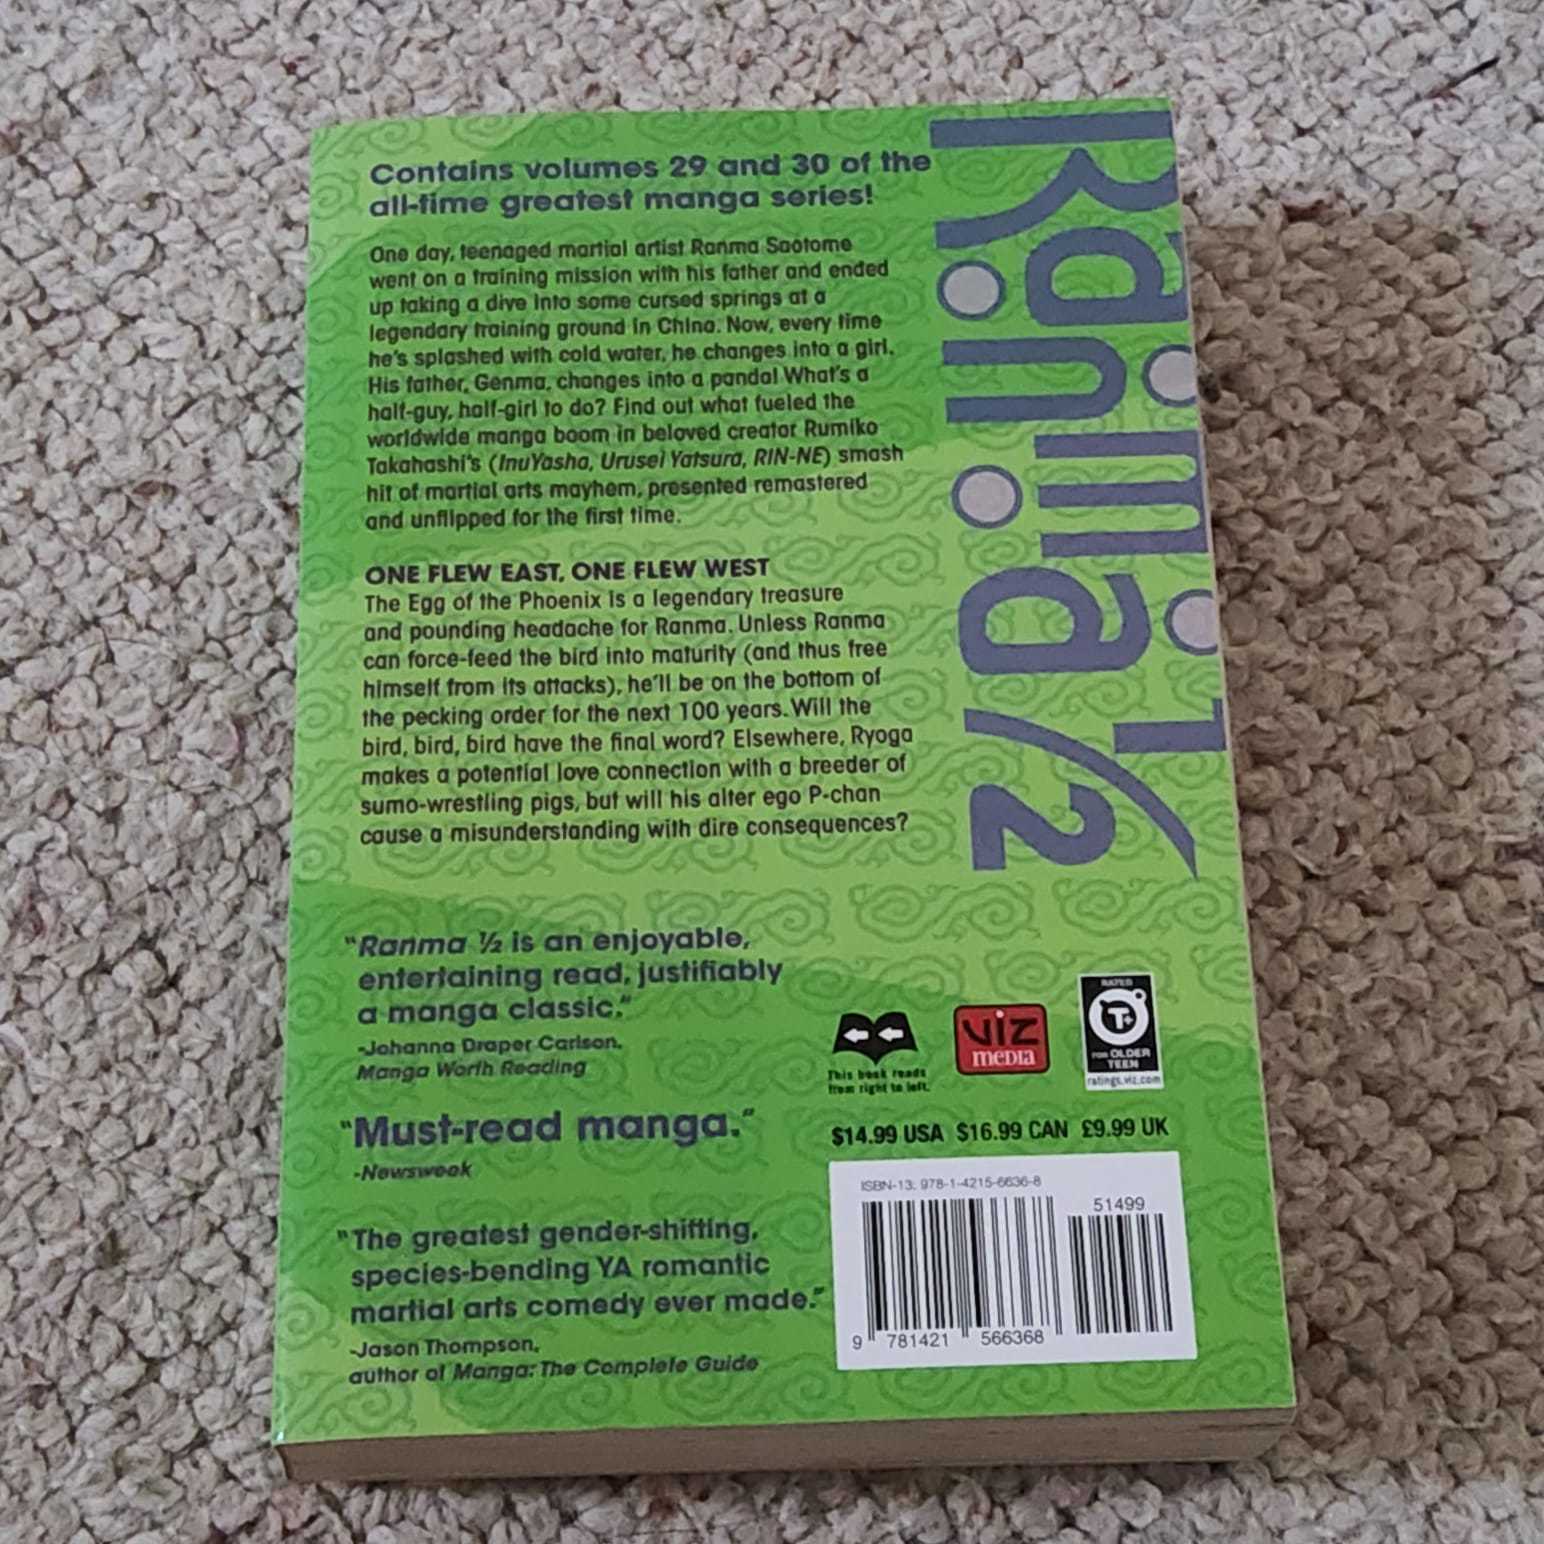 Contains volumes 29 and 30 of the
all-time greatest manga series!
One day, teenaged martial artist Ranma Saotome
went on a training mission with his father and ended
up taking a dive into some cursed springs at a
legendary training ground in China. Now, every time
he's splashed with cold water, he changes into a girl.
His father, Genma, changes into a panda! What's a
half-guy, half-girl to do? Find out what fueled the
worldwide manga boom in beloved creator Rumiko
Takahashi's (InuYasha, Urusei Yatsura, RIN-NE) smash
hit of martial arts mayhem, presented remastered
and unflipped for the first time.
ONE FLEW EAST, ONE FLEW WEST
The Egg of the Phoenix is a legendary treasure
and pounding headache for Ranma. Unless Ranma
can force-feed the bird into maturity (and thus free
himself from its attacks), he'll be on the bottom of
the pecking order for the next 100 years. Will the
bird, bird, bird have the final word? Elsewhere, Ryoga
makes a potential love connection with a breeder of
sumo-wrestling pigs, but will his alter ego P-chan
cause a misunderstanding with dire consequences?
"Ranma ½ is an enjoyable,
entertaining read, justifiably
a manga classic."
-Johanna Draper Carlson,
Manga Worth Reading
"Must-read manga."
-Newsweek
"The greatest gender-shifting,
species-bending YA romantic
martial arts comedy ever made."
-Jason Thompson,
author of Manga: The Complete Guide
Ranma 1/2
This book reads
from right to left.
VIZ
MEDIA
RATED
T+
FOR OLDER
TEEN
ratings.viz.com
$14.99 USA $16.99 CAN £9.99 UK
ISBN-13: 978-1-4215-6636-8
51499
9 781421 566368